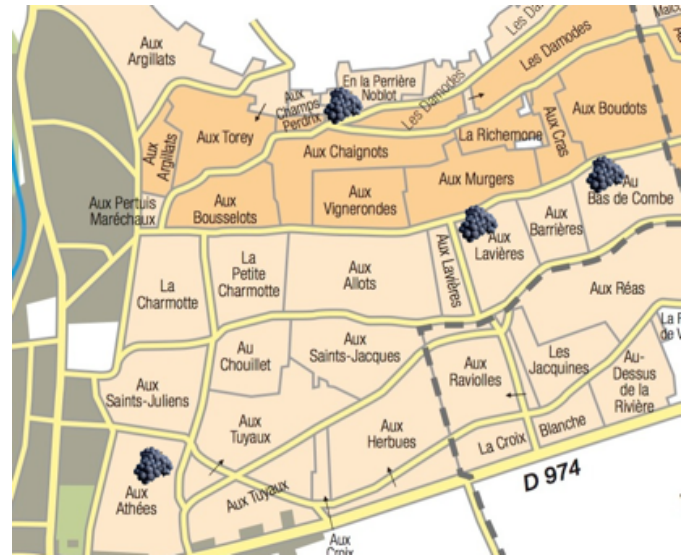 Aux
Argillats
Les Damodes
Les Damodes
En la Perrière
Noblot
Aux
Champs
Perdrix
Les Damodes
Aux Boudots
Aux Torey
La Richemone
Aux Cras
Aux
Argillats
Aux Chaignots
Aux Murgers
Au
Bas de Combe
Aux Pertuis
Maréchaux
Aux
Bousselots
Aux
Vignerondes
Aux
Barrières
Aux
Lavières
Aux Lavières
La
Charmotte
La
Petite
Charmotte
Aux
Allots
Aux Réas
Au
Chouillet
Aux
Saints-Jacques
Aux
Raviolles
Les
Jacquines
Au-
Dessus
de la
Rivière
Aux
Saints-Juliens
Aux
Tuyaux
Aux
Herbues
La Croix
Blanche
D 974
Aux
Athées
Aux Tuyaux
Aux
Croix